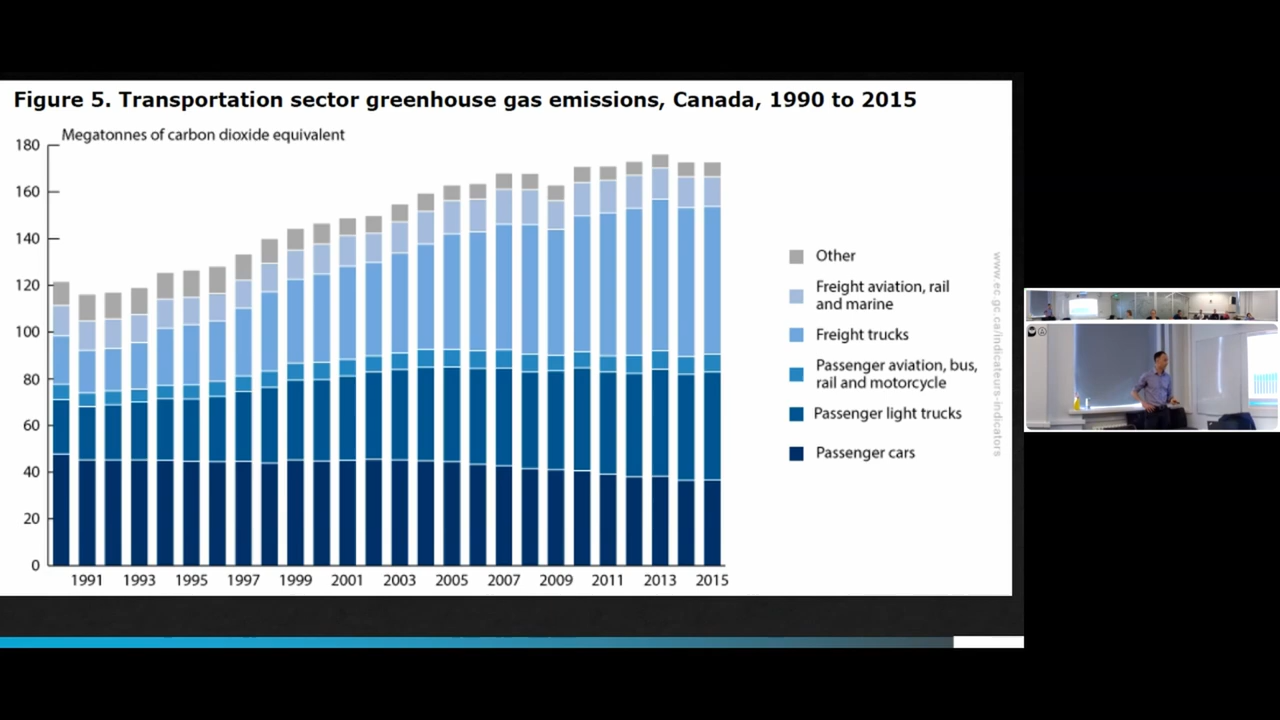 Figure 5. Transportation sector greenhouse gas emissions, Canada, 1990 to 2015
Megatonnes of carbon dioxide equivalent
180
160
140
120
100
80
60
40
20
0
1991 1993 1995 1997 1999 2001 2003 2005 2007 2009 2011 2013 2015
Other
Freight aviation, rail
and marine
Freight trucks
Passenger aviation, bus,
rail and motorcycle
Passenger light trucks
Passenger cars
www.ec.gc.ca/indicateurs-indicators